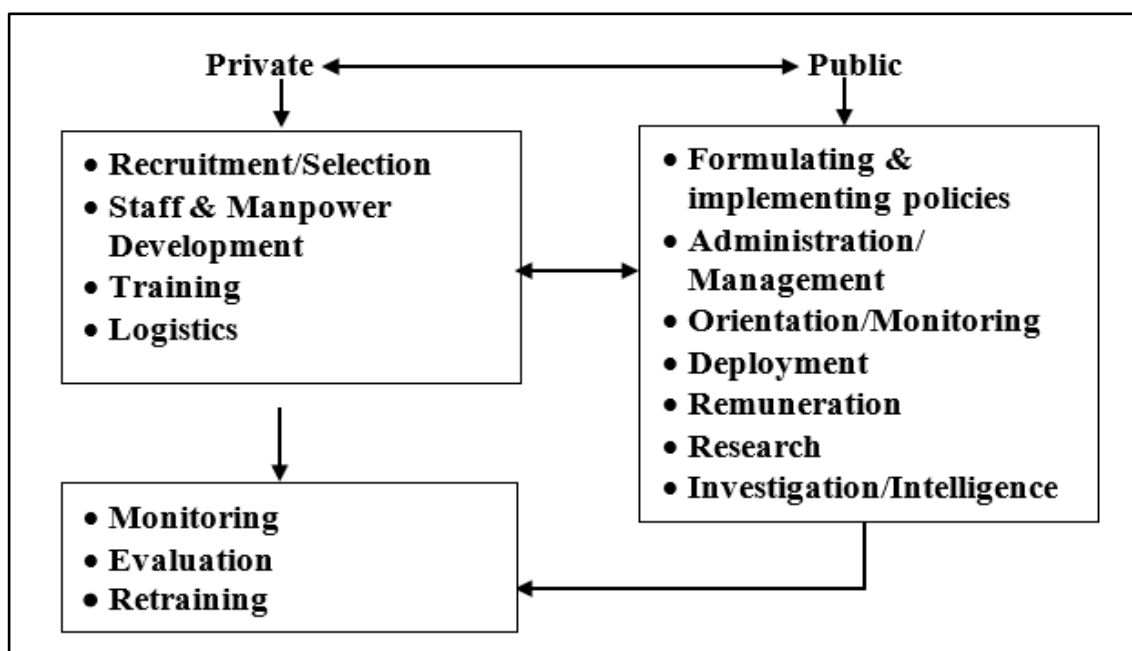 Private Public
• Recruitment/Selection
• Staff & Manpower
Development
• Training
• Logistics
• Formulating &
implementing policies
• Administration/
Management
• Orientation/Monitoring
• Deployment
• Remuneration
• Research
• Investigation/Intelligence
• Monitoring
• Evaluation
• Retraining